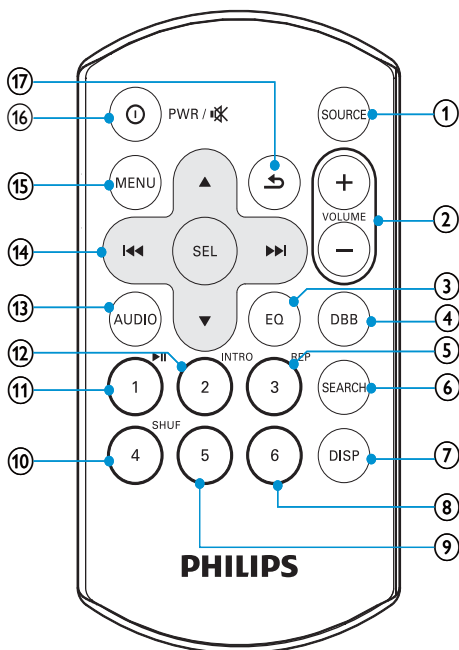 17
16
PWR /
SOURCE
1
15
MENU
+
VOLUME
−
2
14
SEL
3
13
AUDIO
EQ
DBB
4
12
INTRO
REP
5
11
1
2
3
SEARCH
6
SHUF
10
4
5
6
DISP
7
8
9
PHILIPS